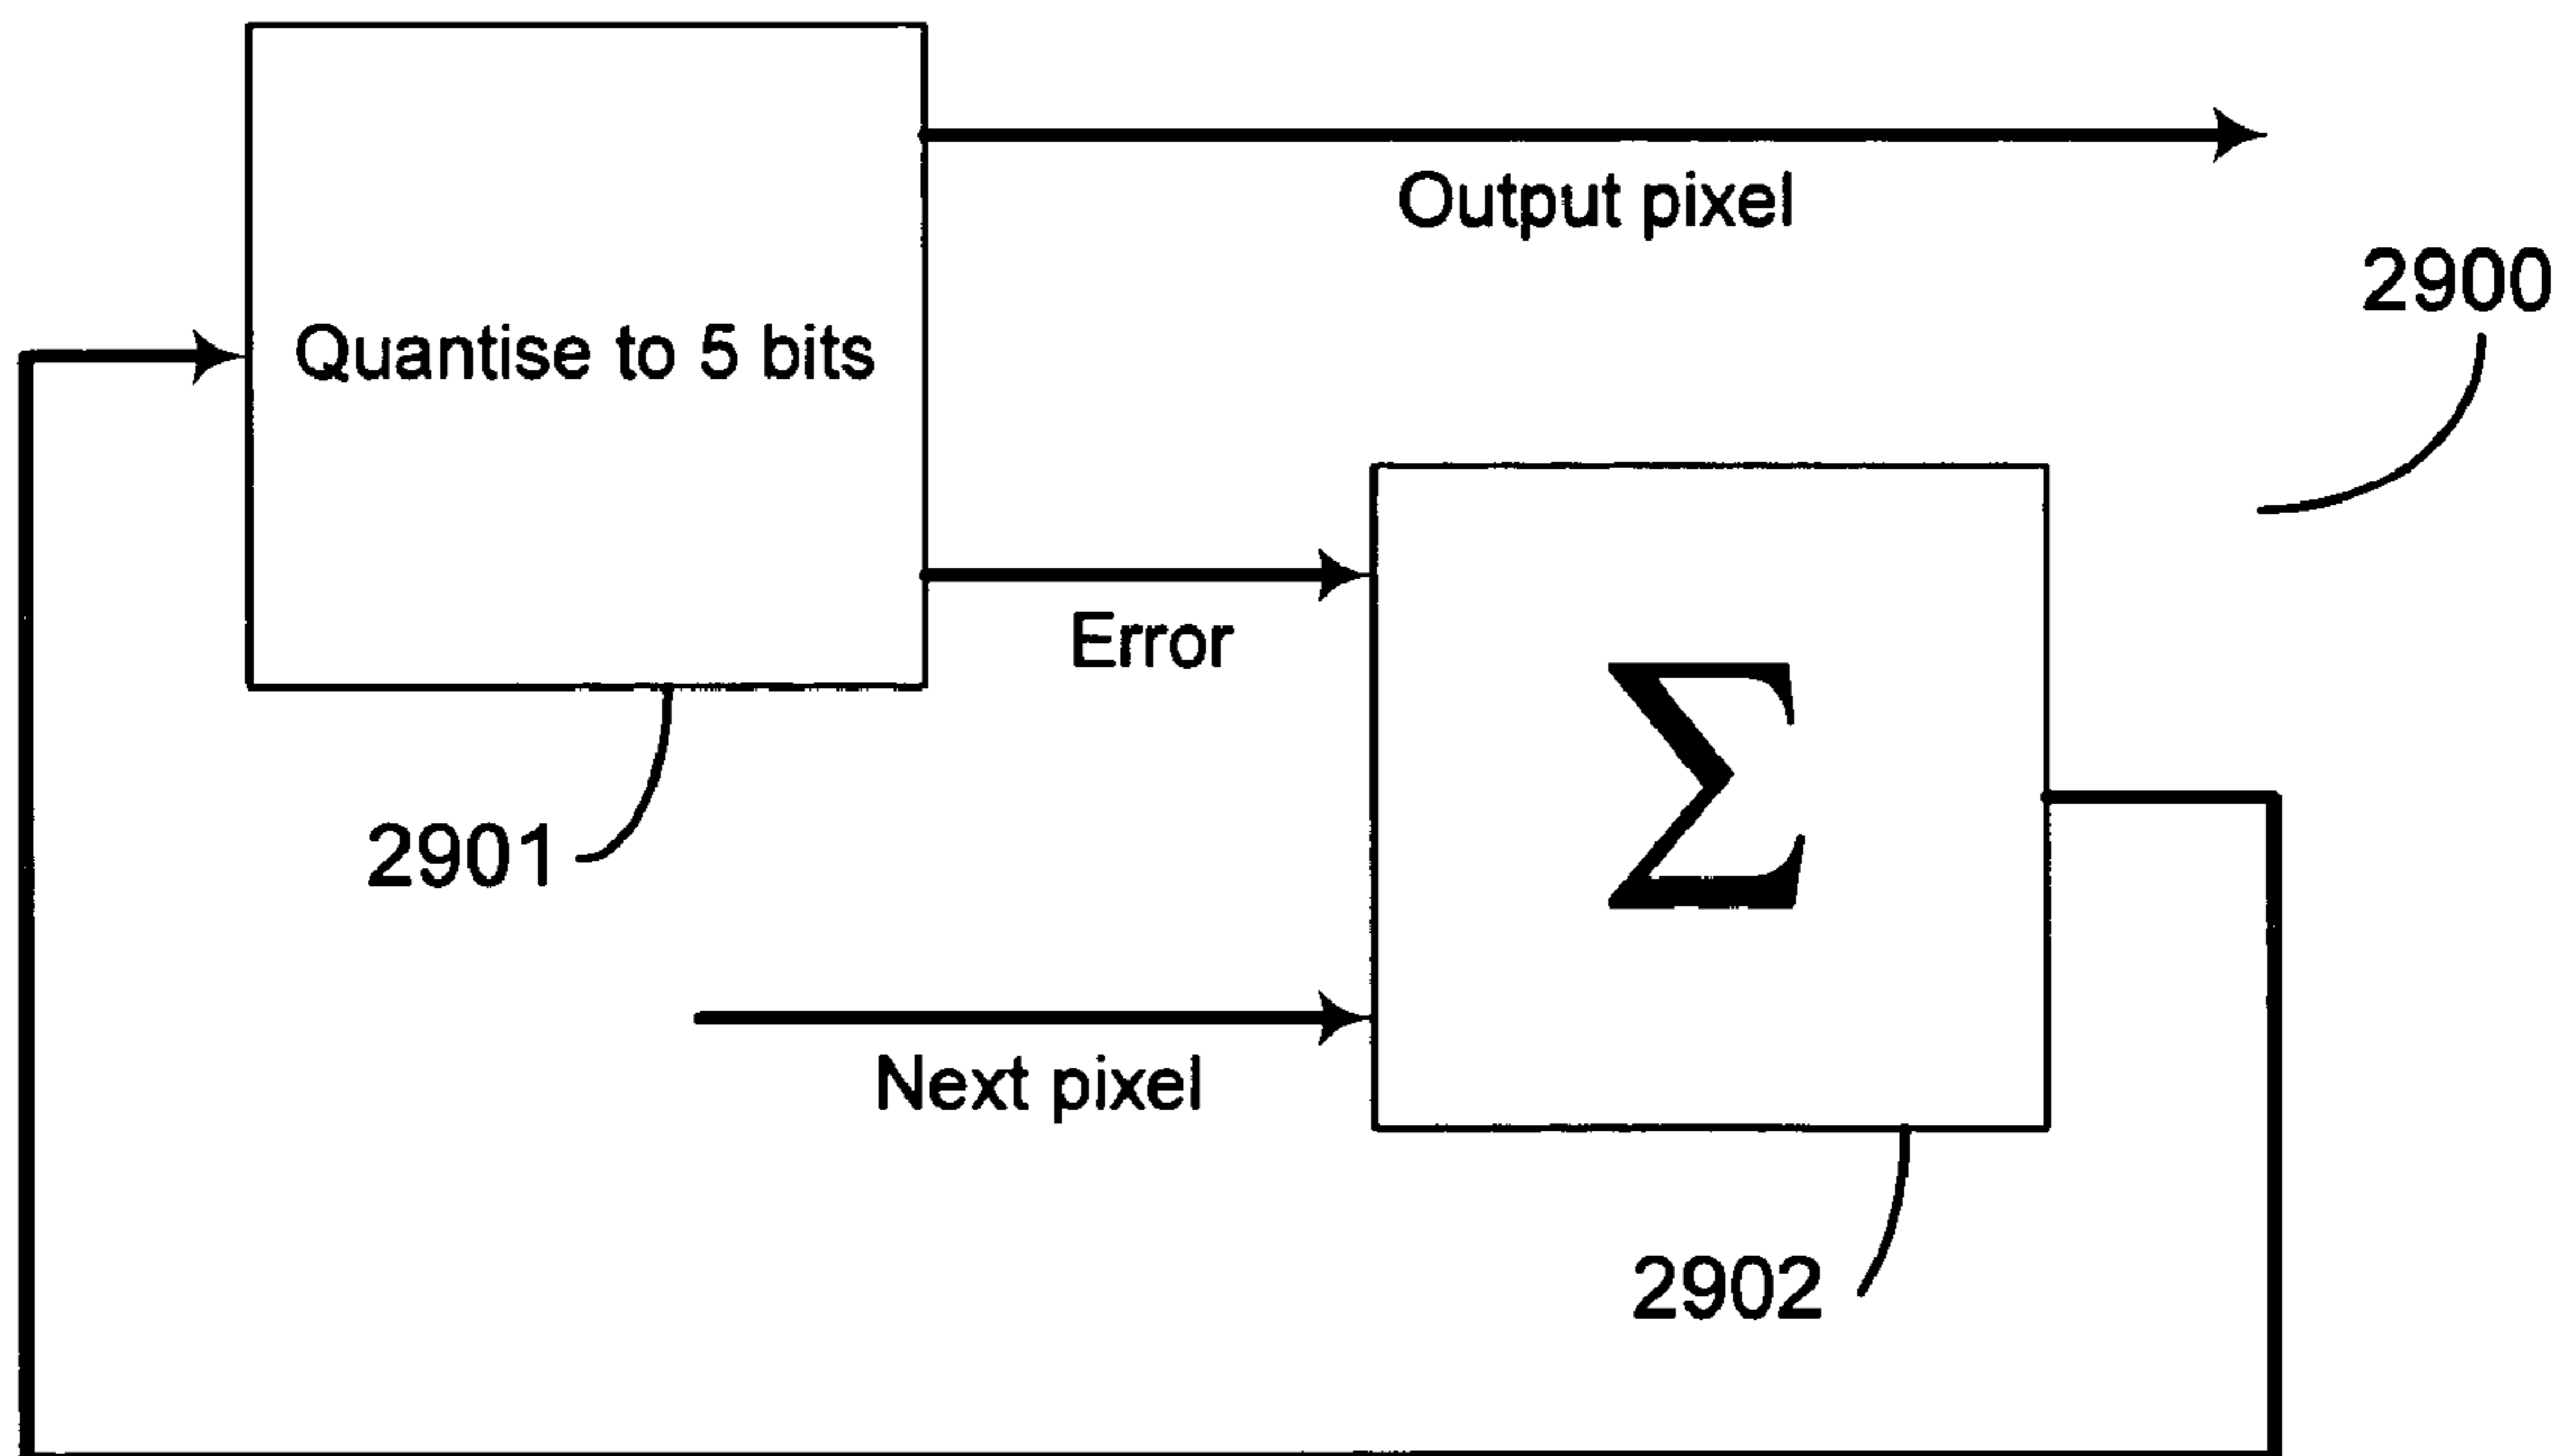 Output pixel
2900
Quantise to 5 bits
Error
Σ
2901
Next pixel
2902